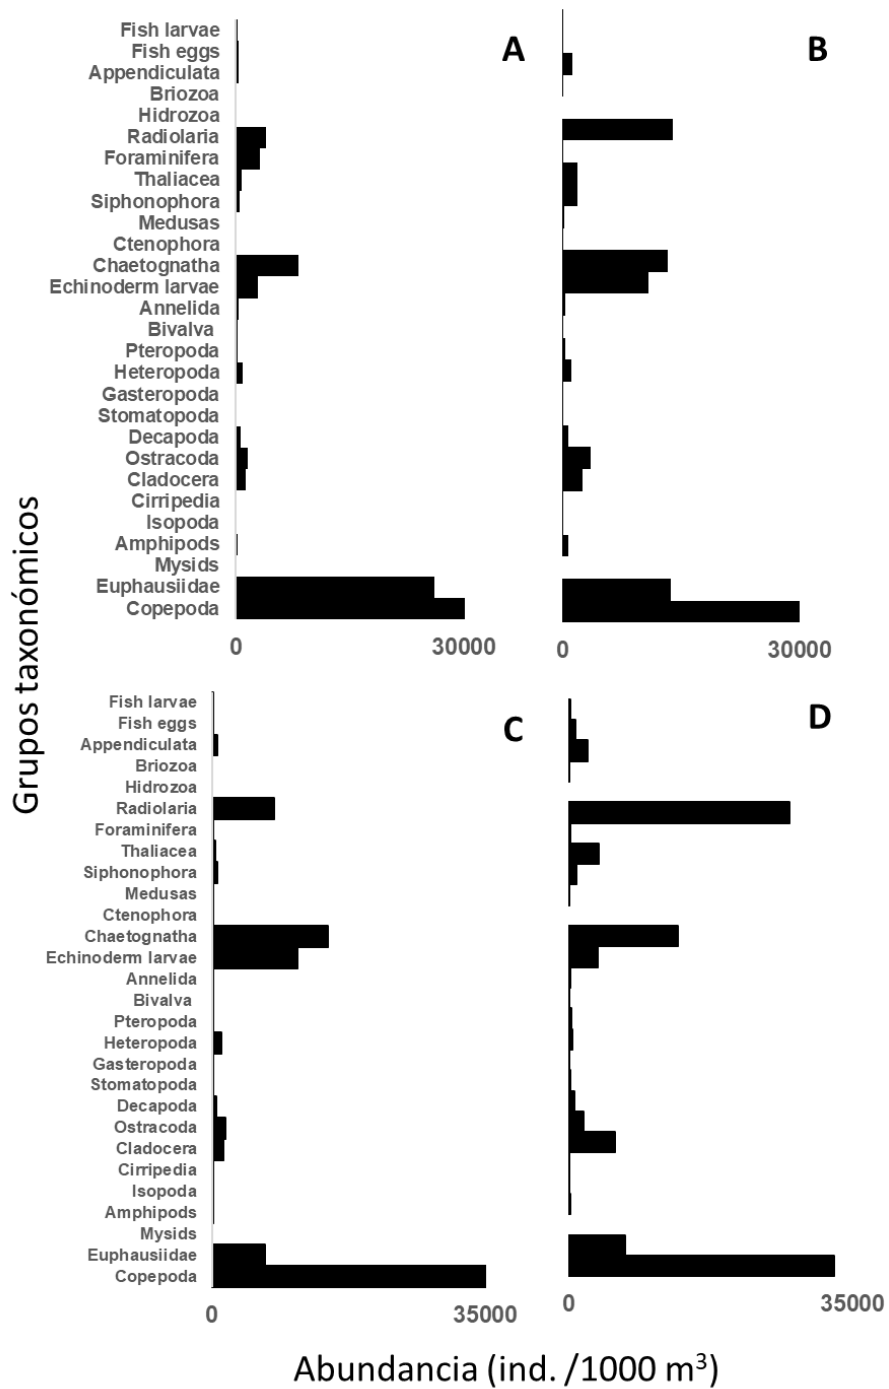 A
B
Fish larvae
Fish eggs
Appendiculata
Briozoa
Hidrozoa
Radiolaria
Foraminifera
Thaliacea
Siphonophora
Medusas
Ctenophora
Chaetognatha
Echinoderm larvae
Annelida
Bivalva
Pteropoda
Heteropoda
Gasteropoda
Stomatopoda
Decapoda
Ostracoda
Cladocera
Cirripedia
Isopoda
Amphipods
Mysids
Euphausiidae
Copepoda
0 30000
0 30000
Grupos taxonómicos
C
D
Fish larvae
Fish eggs
Appendiculata
Briozoa
Hidrozoa
Radiolaria
Foraminifera
Thaliacea
Siphonophora
Medusas
Ctenophora
Chaetognatha
Echinoderm larvae
Annelida
Bivalva
Pteropoda
Heteropoda
Gasteropoda
Stomatopoda
Decapoda
Ostracoda
Cladocera
Cirripedia
Isopoda
Amphipods
Mysids
Euphausiidae
Copepoda
0 35000
0 35000
Abundancia (ind. /1000 m³)